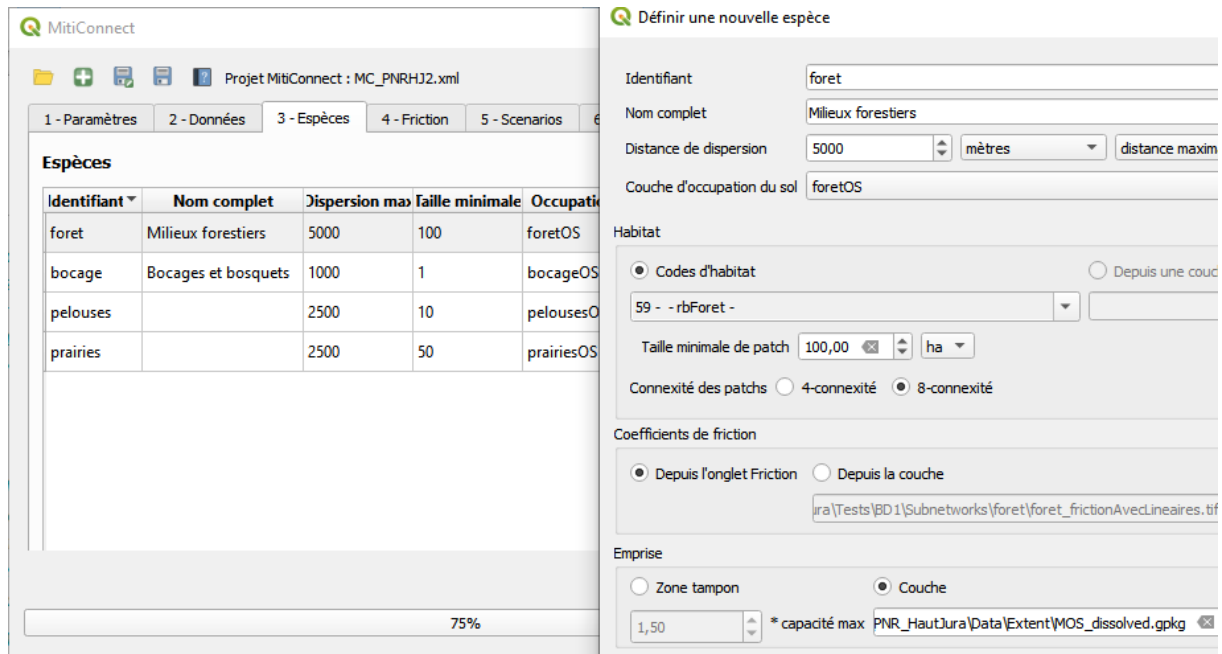 MitiConnect
Projet MitiConnect : MC_PNRHJ2.xml
1 - Paramètres 2 - Données 3 - Espèces 4 - Friction 5 - Scenarios 6
Espèces
Identifiant Nom complet Dispersion max Taille minimale Occupatio
foret Milieux forestiers 5000 100 foretOS
bocage Bocages et bosquets 1000 1 bocageOS
pelouses 2500 10 pelousesO
prairies 2500 50 prairiesOS
75%
Définir une nouvelle espèce
Identifiant foret
Nom complet Milieux forestiers
Distance de dispersion 5000 mètres distance maxima
Couche d'occupation du sol foretOS
Habitat
Codes d'habitat Depuis une couc
59 - - rbForet -
Taille minimale de patch 100,00 ha
Connexité des patchs 4-connexité 8-connexité
Coefficients de friction
Depuis l'onglet Friction Depuis la couche
ura\Tests\BD1\Subnetworks\foret\foret_frictionAvecLineaires.tif
Emprise
Zone tampon Couche
1,50 * capacité max PNR_HautJura\Data\Extent\MOS_dissolved.gpkg